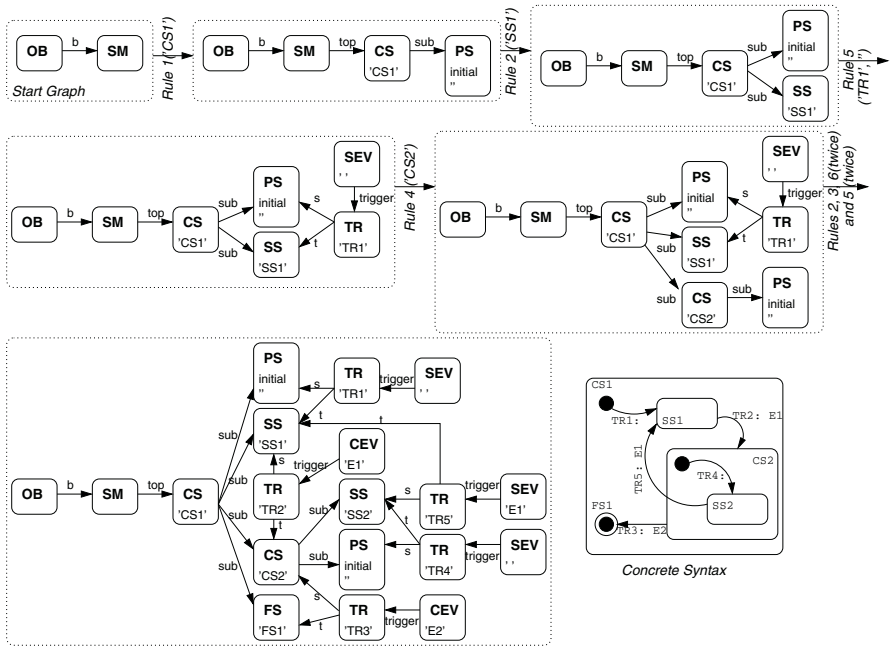 OB
b
SM
Start Graph
Rule 1('CS1')
OB
b
SM
top
CS
'CS1'
sub
PS
initial
''
Rule 2 ('SS1')
OB
b
SM
top
CS
'CS1'
sub
PS
initial
''
sub
SS
'SS1'
Rule 5
('TR1','')
OB
b
SM
top
CS
'CS1'
sub
PS
initial
''
sub
SS
'SS1'
s
t
SEV
' '
trigger
TR
'TR1'
Rule 4 ('CS2')
OB
b
SM
top
CS
'CS1'
sub
PS
initial
''
sub
SS
'SS1'
s
t
SEV
' '
trigger
TR
'TR1'
sub
CS
'CS2'
sub
PS
initial
''
Rules 2, 3, 6(twice)
and 5 (twice)
OB
b
SM
top
CS
'CS1'
sub
sub
sub
sub
PS
initial
''
s
TR
'TR1'
trigger
SEV
' '
SS
'SS1'
t
t
s
TR
'TR2'
trigger
CEV
'E1'
t
CS
'CS2'
sub
SS
'SS2'
s
TR
'TR5'
trigger
SEV
'E1'
sub
PS
initial
''
t
s
TR
'TR4'
trigger
SEV
' '
FS
'FS1'
s
t
TR
'TR3'
trigger
CEV
'E2'
CS1
TR1:
SS1
TR2: E1
TR5: E1
CS2
TR4:
SS2
FS1
TR3: E2
Concrete Syntax